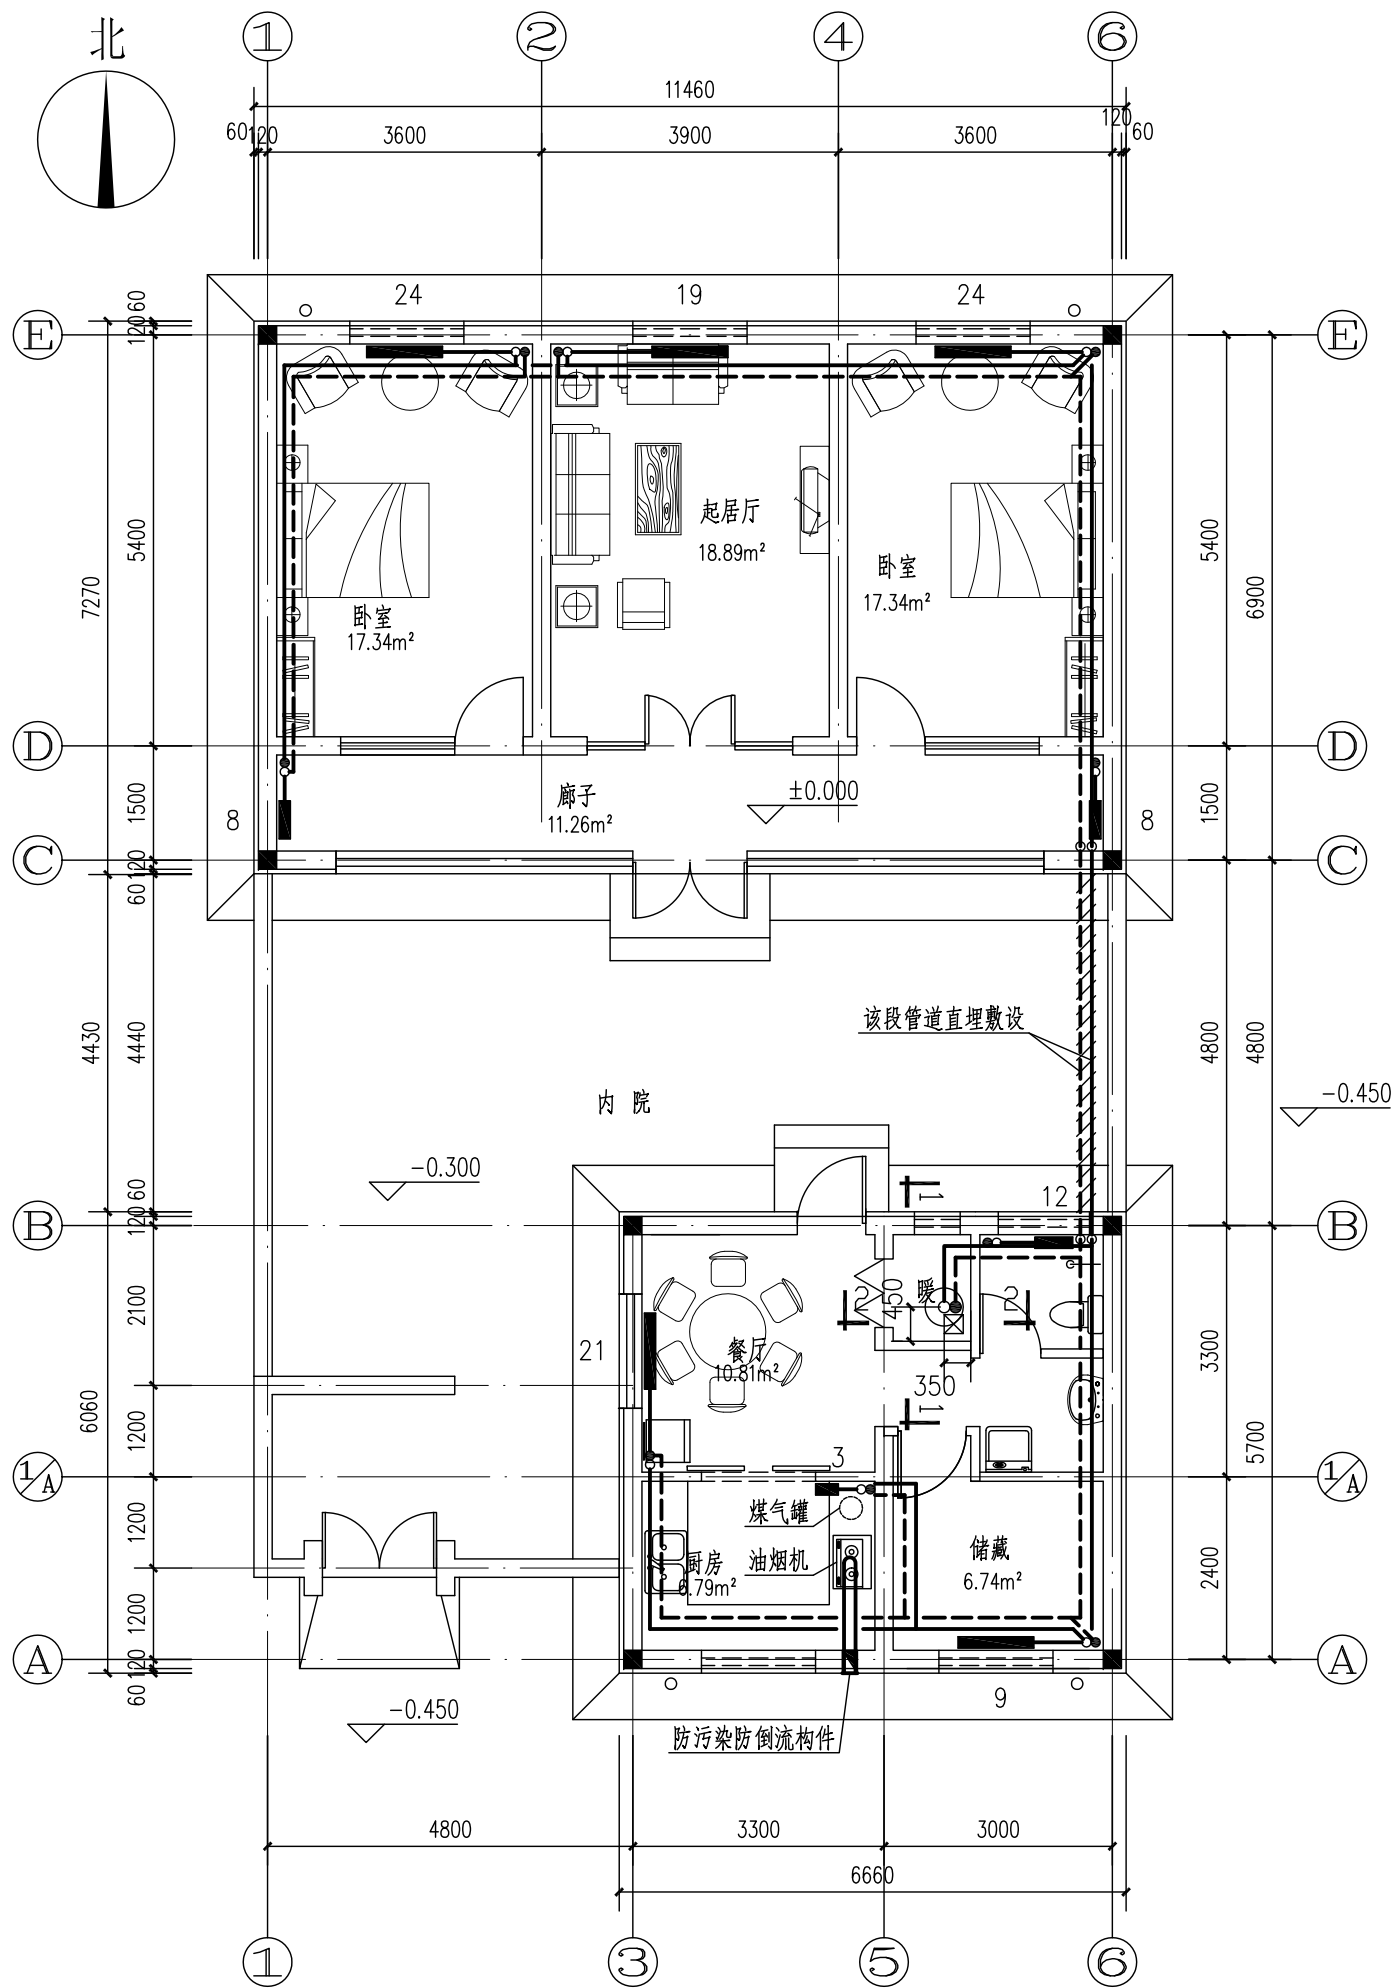 北
1 2 4 6
11460
60 120 3600 3900 3600 120 60
24 19 24
E E
60
120
5400
7270
起居厅
18.89m²
卧室
17.34m²
卧室
17.34m²
5400
6900
D D
1500
廊子
11.26m²
±0.000
8 8
1500
C C
120
60
4430
4440
该段管道直埋敷设
4800
4800
内 院
-0.450
-0.300
60
120
B B
1
12
2100
暖
2 2
450
21
餐厅
10.81m²
350
3300
6060
1200
1
3
5700
1/A 1/A
1200
煤气罐
油烟机
厨房
6.79m²
储藏
6.74m²
2400
1200
A A
120
60
9
-0.450
防污染防倒流构件
4800 3300 3000
6660
1 3 5 6